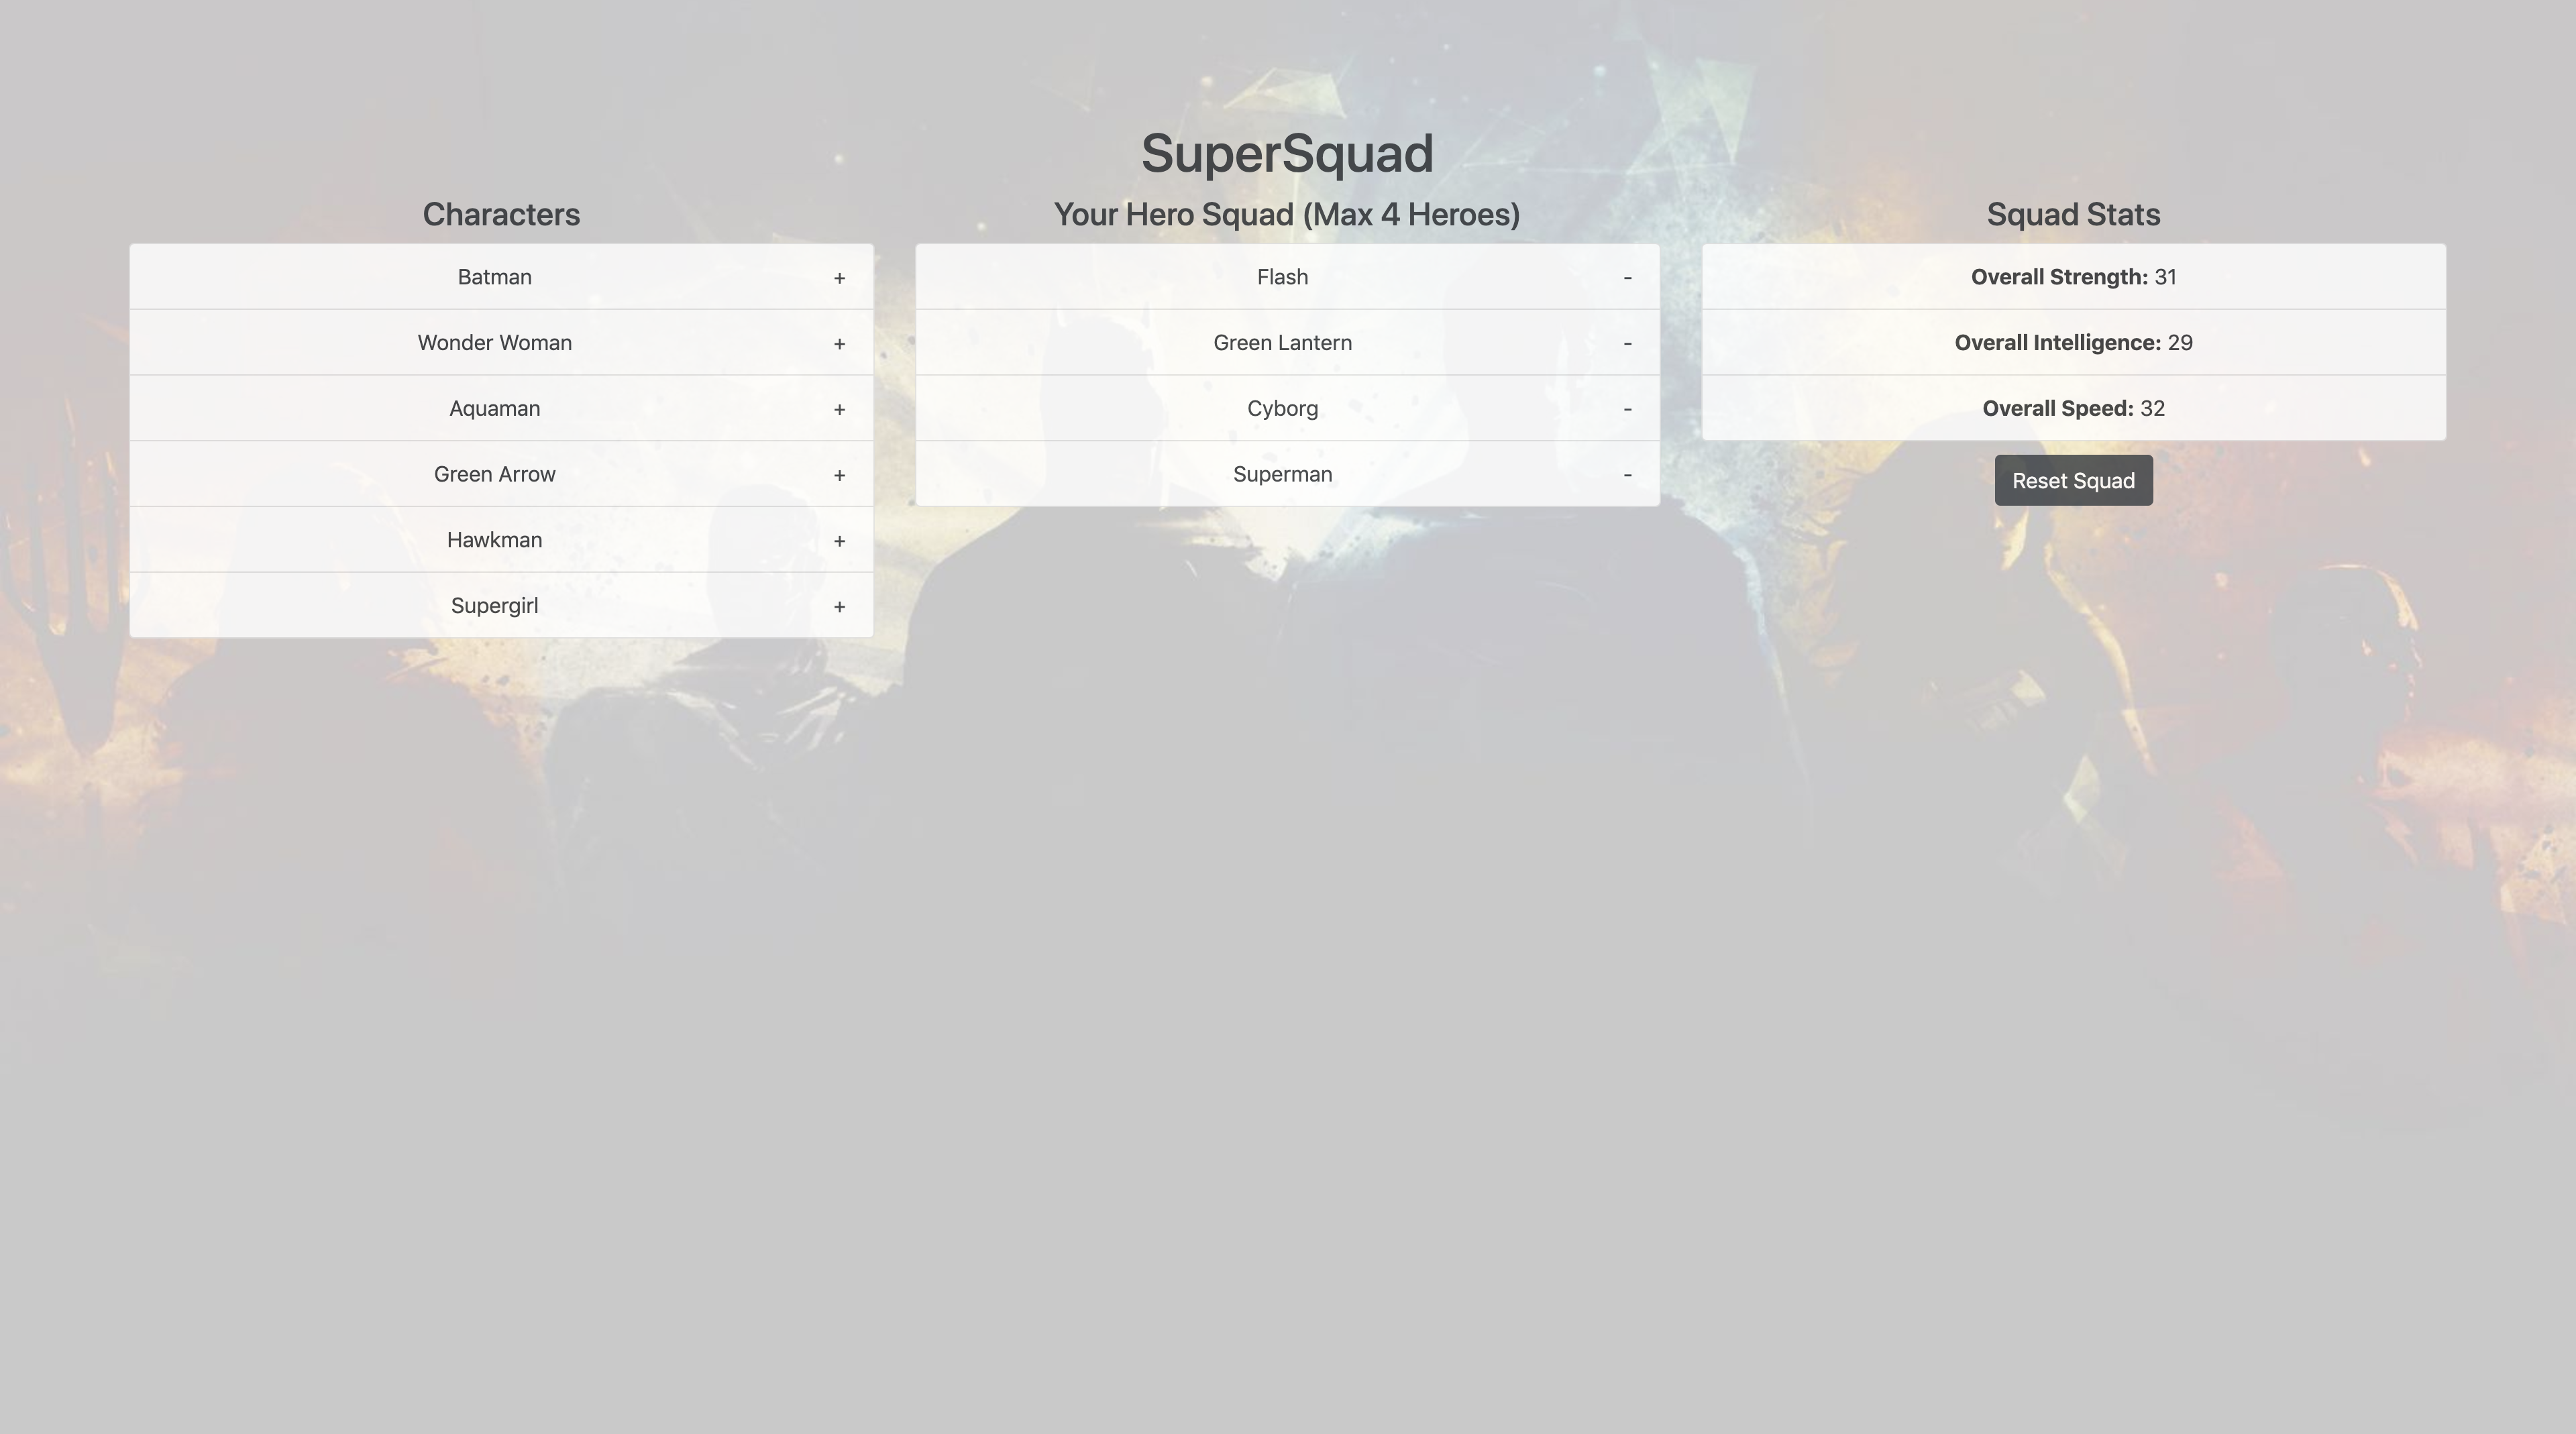 SuperSquad
Characters
Batman +
Wonder Woman +
Aquaman +
Green Arrow +
Hawkman +
Supergirl +
Your Hero Squad (Max 4 Heroes)
Flash -
Green Lantern -
Cyborg -
Superman -
Squad Stats
Overall Strength: 31
Overall Intelligence: 29
Overall Speed: 32
Reset Squad